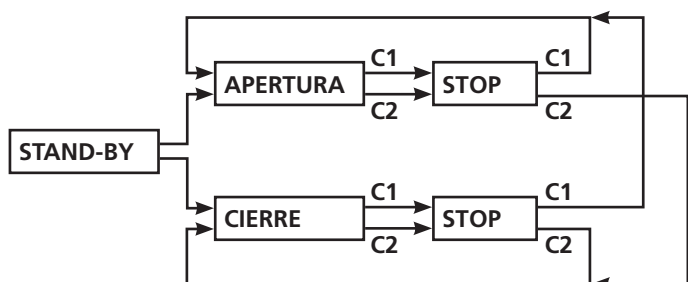 C1 C1
APERTURA STOP
C2 C2
STAND-BY
C1 C1
CIERRE STOP
C2 C2